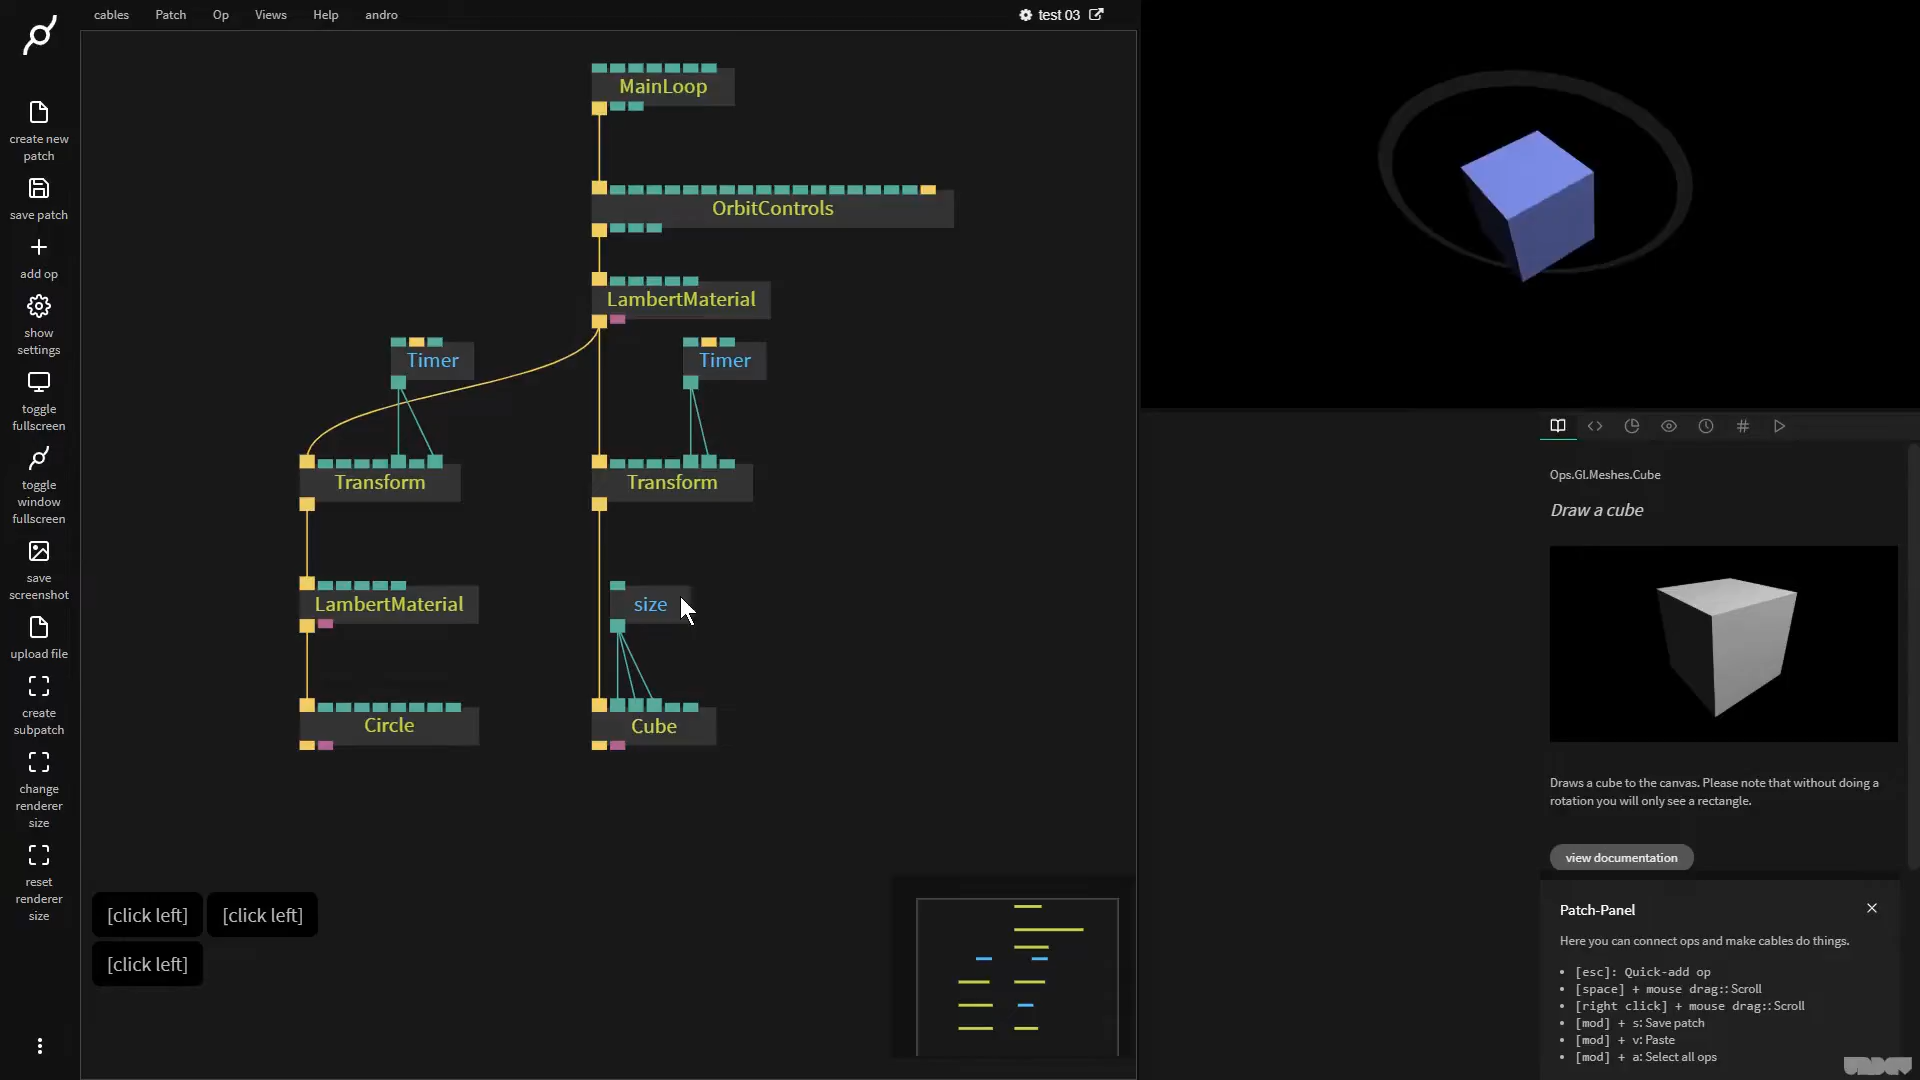 cables
Patch
Op
Views
Help
andro
test 03
create new
patch
save patch
add op
show
settings
toggle
fullscreen
toggle
window
fullscreen
save
screenshot
upload file
create
subpatch
change
renderer
size
reset
renderer
size
MainLoop
OrbitControls
LambertMaterial
Timer
Timer
Transform
Transform
LambertMaterial
size
Circle
Cube
[click left]
[click left]
[click left]
Ops.Gl.Meshes.Cube
Draw a cube
Draws a cube to the canvas. Please note that without doing a
rotation you will only see a rectangle.
view documentation
Patch-Panel
Here you can connect ops and make cables do things.
• [esc]: Quick-add op
• [space] + mouse drag:: Scroll
• [right click] + mouse drag:: Scroll
• [mod] + s: Save patch
• [mod] + v: Paste
• [mod] + a: Select all ops